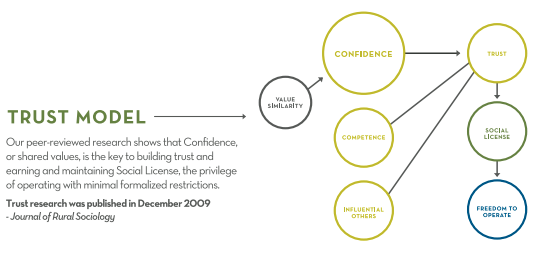 TRUST MODEL
Our peer-reviewed research shows that Confidence,
or shared values, is the key to building trust and
earning and maintaining Social License, the privilege
of operating with minimal formalized restrictions.
Trust research was published in December 2009
- Journal of Rural Sociology
VALUE
SIMILARITY
CONFIDENCE
COMPETENCE
INFLUENTIAL
OTHERS
TRUST
SOCIAL
LICENSE
FREEDOM TO
OPERATE